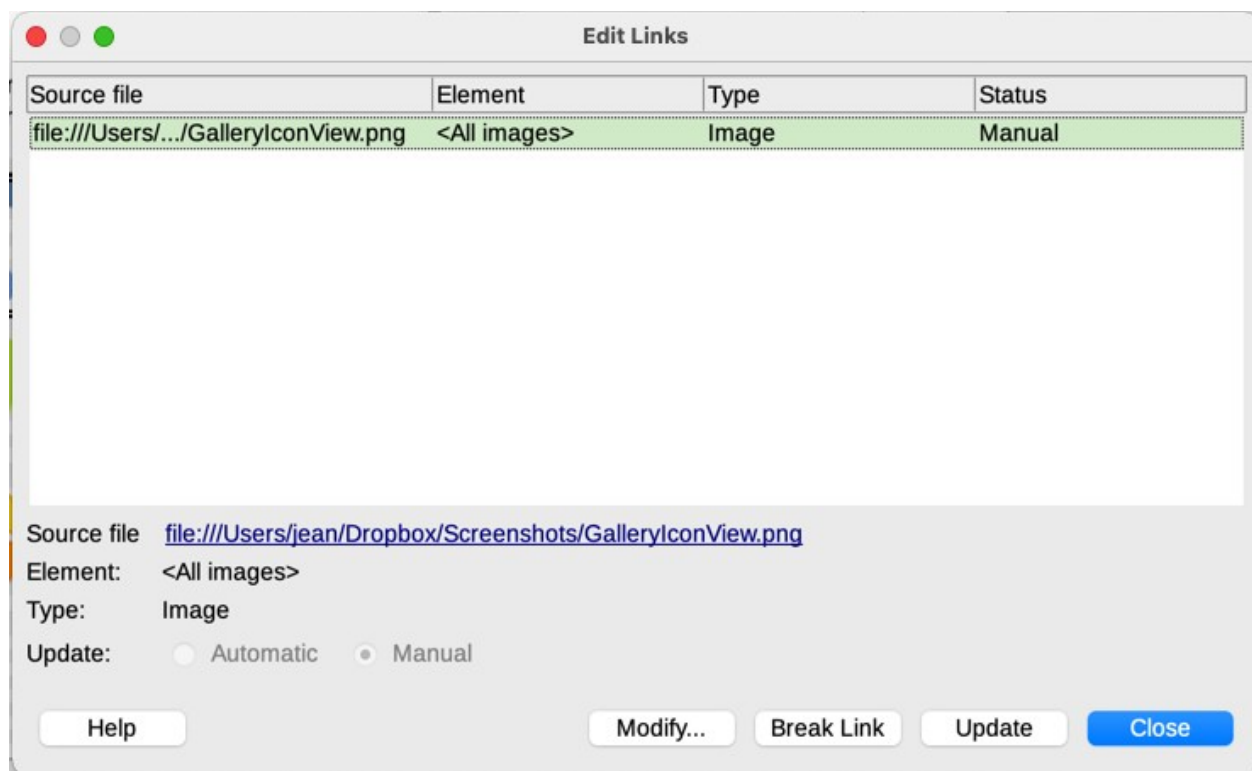 Edit Links
Source file Element Type Status
file:///Users/.../GalleryIconView.png <All images> Image Manual
Source file file:///Users/jean/Dropbox/Screenshots/GalleryIconView.png
Element: <All images>
Type: Image
Update: Automatic Manual
Help Modify... Break Link Update Close